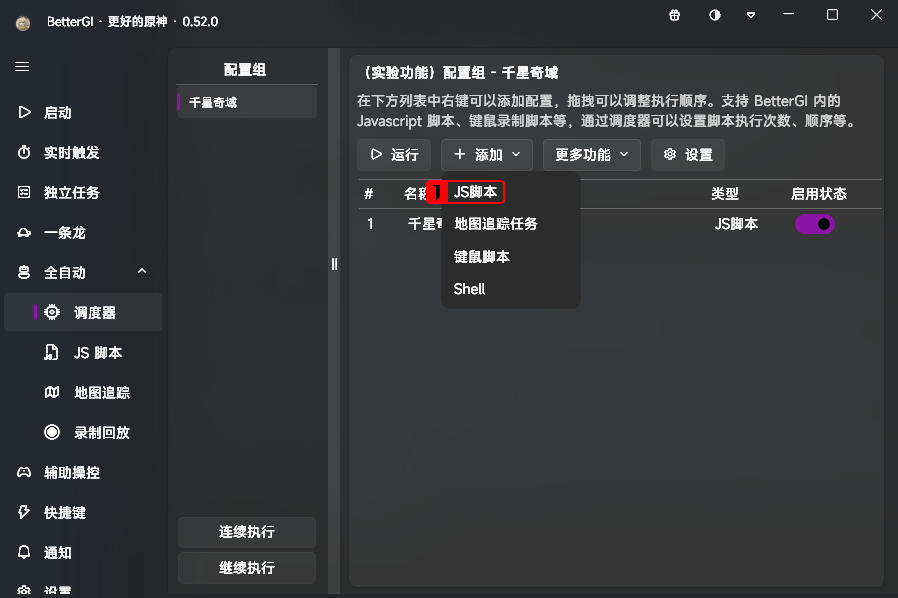 BetterGI · 更好的原神 · 0.52.0
启动
实时触发
独立任务
一条龙
全自动
调度器
JS 脚本
地图追踪
录制回放
辅助操控
快捷键
通知
设置
配置组
千星奇域
连续执行
继续执行
（实验功能）配置组 - 千星奇域
在下方列表中右键可以添加配置，拖拽可以调整执行顺序。支持 BetterGI 内的
Javascript 脚本、键鼠录制脚本等，通过调度器可以设置脚本执行次数、顺序等。
运行 添加 更多功能 设置
# 名称 类型 启用状态
1 千星 JS脚本
JS脚本
地图追踪任务
键鼠脚本
Shell